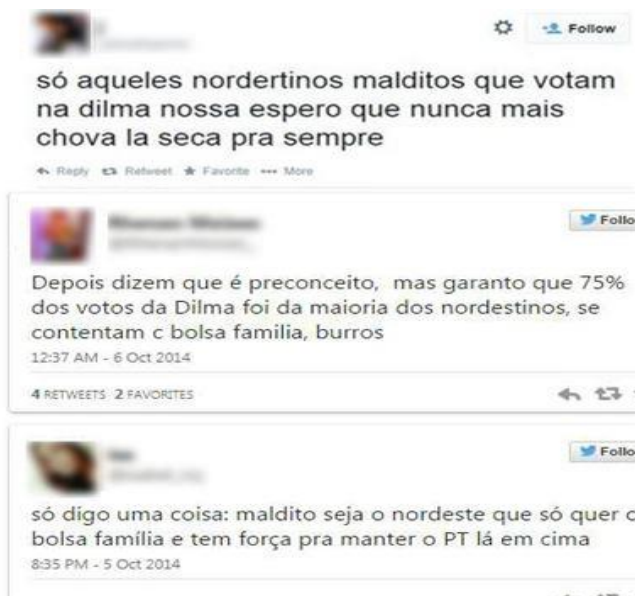 Follow
só aqueles nordertinos malditos que votam
na dilma nossa espero que nunca mais
chova la seca pra sempre
Reply Retweet Favorite More
Follo
Depois dizem que é preconceito, mas garanto que 75%
dos votos da Dilma foi da maioria dos nordestinos, se
contentam c bolsa familia, burros
12:37 AM - 6 Oct 2014
4 RETWEETS 2 FAVORITES
Follo
só digo uma coisa: maldito seja o nordeste que só quer o
bolsa família e tem força pra manter o PT lá em cima
8:35 PM - 5 Oct 2014